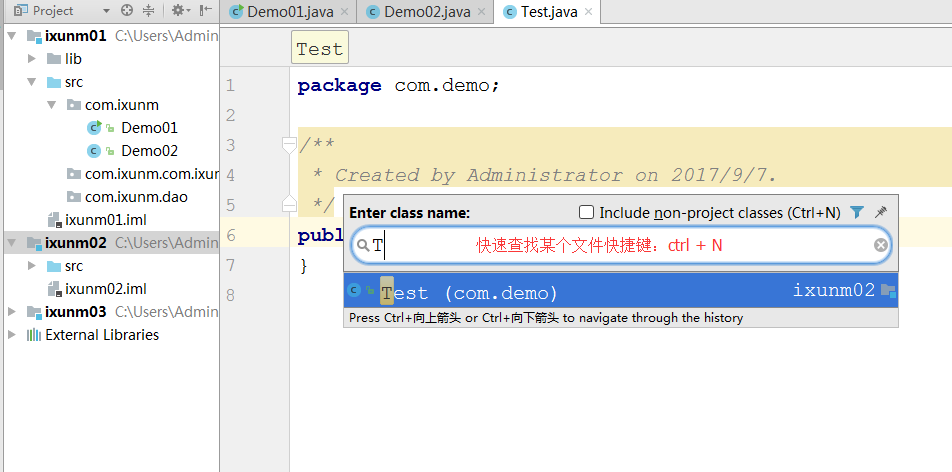 Project
Demo01.java
Demo02.java
Test.java
ixunm01 C:\Users\Admin
lib
src
com.ixunm
Demo01
Demo02
com.ixunm.com.ixun
com.ixunm.dao
ixunm01.iml
ixunm02 C:\Users\Admin
src
ixunm02.iml
ixunm03 C:\Users\Admin
External Libraries
Test
1 package com.demo;
2
3 /**
4 * Created by Administrator on 2017/9/7.
5 */
6 publ
7 }
8
Enter class name: Include non-project classes (Ctrl+N)
T 快速查找某个文件快捷键：ctrl + N
Test (com.demo) ixunm02
Press Ctrl+向上箭头 or Ctrl+向下箭头 to navigate through the history